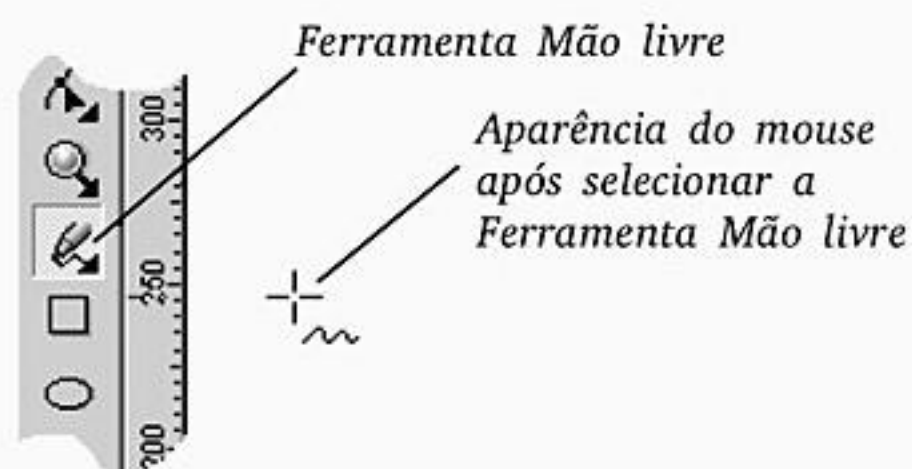 Ferramenta Mão livre
Aparência do mouse
após selecionar a
Ferramenta Mão livre
300
250
200